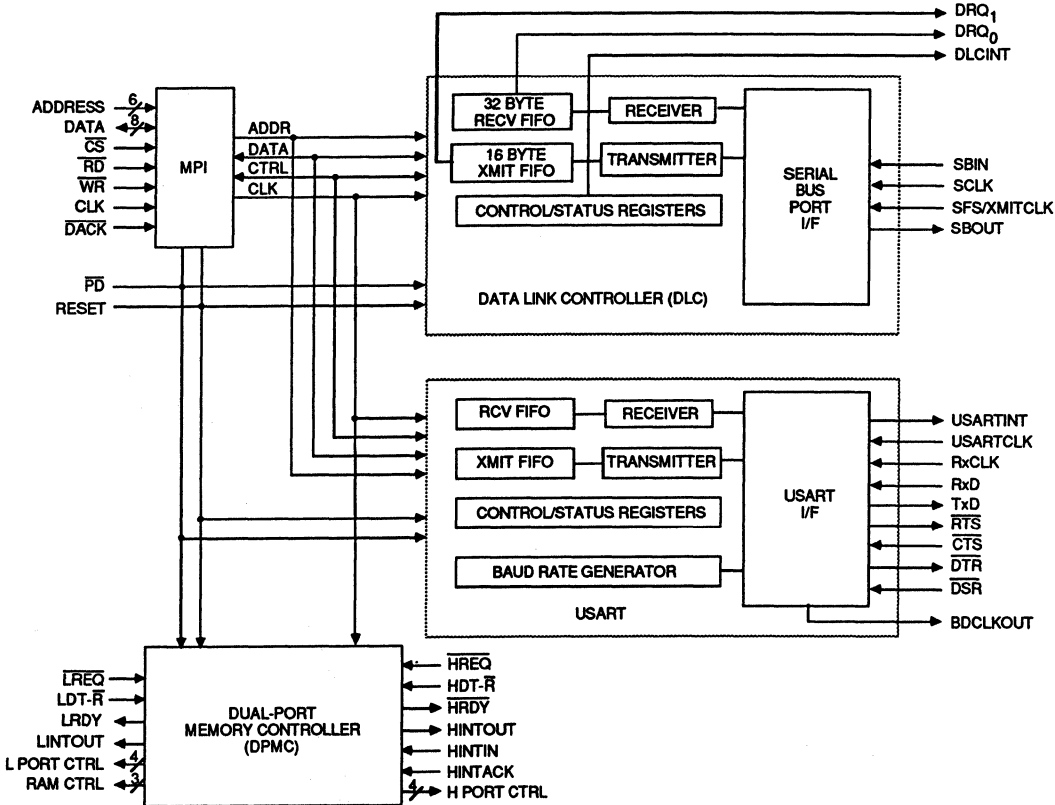 DRQ1
DRQ0
DLCINT
ADDRESS
6
DATA
8
CS
RD
WR
CLK
DACK
MPI
ADDR
DATA
CTRL
CLK
PD
RESET
32 BYTE
RECV FIFO
RECEIVER
16 BYTE
XMIT FIFO
TRANSMITTER
CONTROL/STATUS REGISTERS
DATA LINK CONTROLLER (DLC)
SERIAL
BUS
PORT
I/F
SBIN
SCLK
SFS/XMITCLK
SBOUT
RCV FIFO
RECEIVER
XMIT FIFO
TRANSMITTER
CONTROL/STATUS REGISTERS
BAUD RATE GENERATOR
USART
USART
I/F
USARTINT
USARTCLK
RxCLK
RxD
TxD
RTS
CTS
DTR
DSR
BDCLKOUT
LREQ
LDT-R
LRDY
LINTOUT
L PORT CTRL
4
RAM CTRL
3
DUAL-PORT
MEMORY CONTROLLER
(DPMC)
HREQ
HDT-R
HRDY
HINTOUT
HINTIN
HINTACK
4
H PORT CTRL